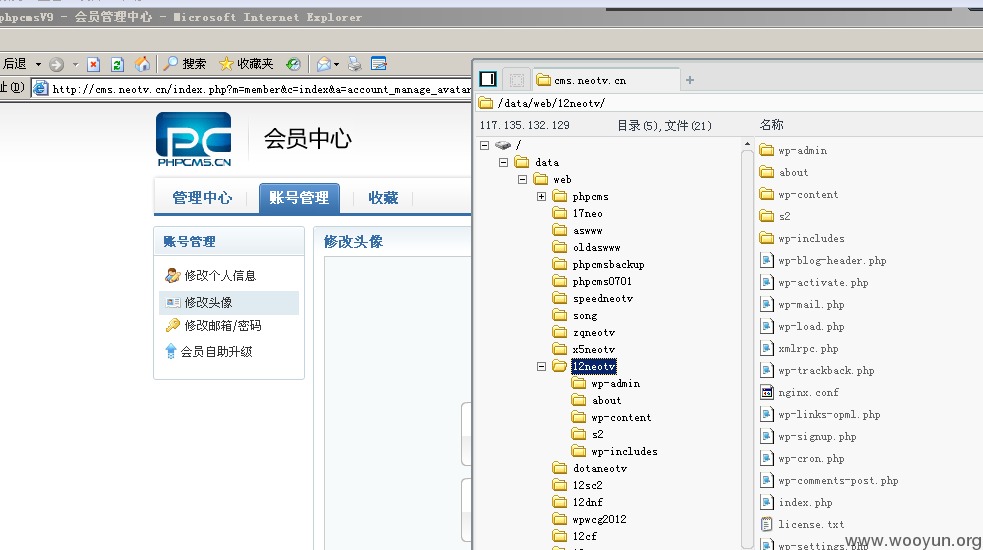 phpcmsV9 - 会员管理中心 - Microsoft Internet Explorer
后退
搜索
收藏夹
址(D)
http://cms.neotv.cn/index.php?m=member&c=index&a=account_manage_avatar
PC
PHPCMS.CN
会员中心
管理中心
账号管理
收藏
账号管理
修改个人信息
修改头像
修改邮箱/密码
会员自助升级
修改头像
cms.neotv.cn
/data/web/12neotv/
117.135.132.129
目录(5),文件(21)
名称
/
data
web
phpcms
17neo
aswww
oldaswww
phpcmsbackup
phpcms0701
speedneotv
song
zqneotv
x5neotv
12neotv
wp-admin
about
wp-content
s2
wp-includes
dotaneotv
12sc2
12dnf
wpwcg2012
12cf
wp-admin
about
wp-content
s2
wp-includes
wp-blog-header.php
wp-activate.php
wp-mail.php
wp-load.php
xmlrpc.php
wp-trackback.php
nginx.conf
wp-links-opml.php
wp-signup.php
wp-cron.php
wp-comments-post.php
index.php
license.txt
wp-settings.php
www.wooyun.org